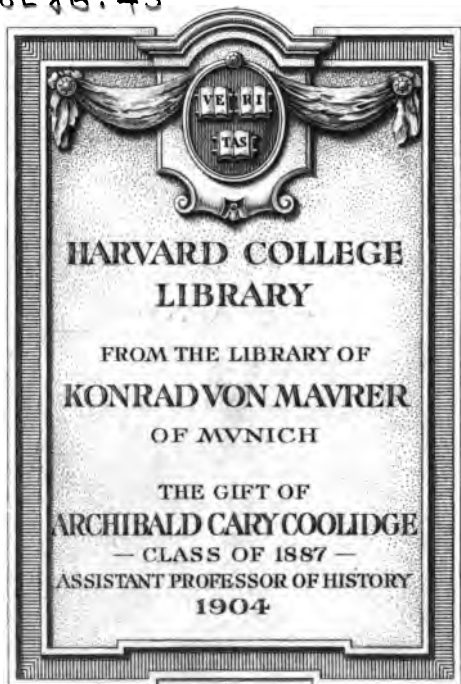 VE RI
TAS
HARVARD COLLEGE
LIBRARY
FROM THE LIBRARY OF
KONRAD VON MAVRER
OF MVNICH
THE GIFT OF
ARCHIBALD CARY COOLIDGE
— CLASS OF 1887 —
ASSISTANT PROFESSOR OF HISTORY
1904